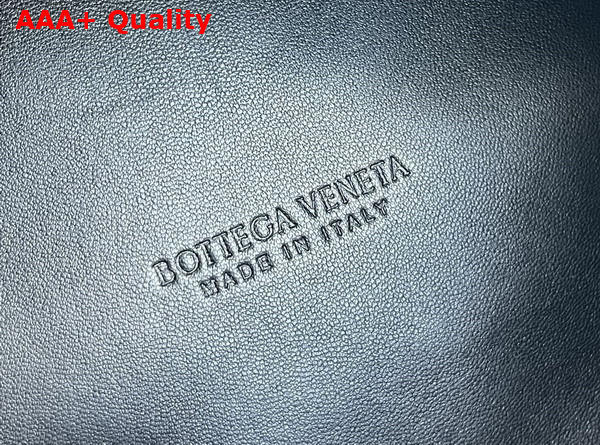 AAA+ Quality
BOTTEGA VENETA
MADE IN ITALY